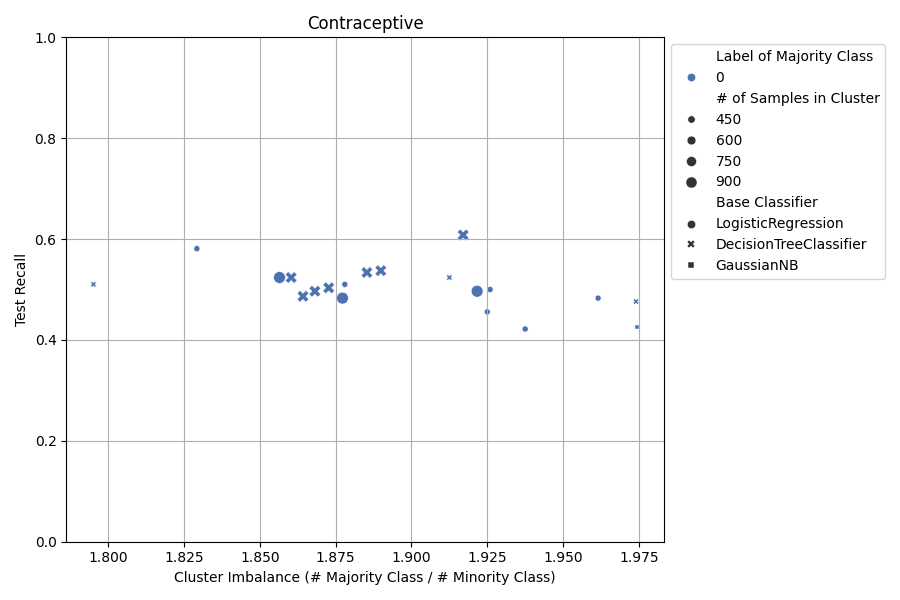 Contraceptive
1.0
0.8
0.6
0.4
0.2
0.0
Test Recall
1.800 1.825 1.850 1.875 1.900 1.925 1.950 1.975
Cluster Imbalance (# Majority Class / # Minority Class)
Label of Majority Class
0
# of Samples in Cluster
450
600
750
900
Base Classifier
LogisticRegression
DecisionTreeClassifier
GaussianNB